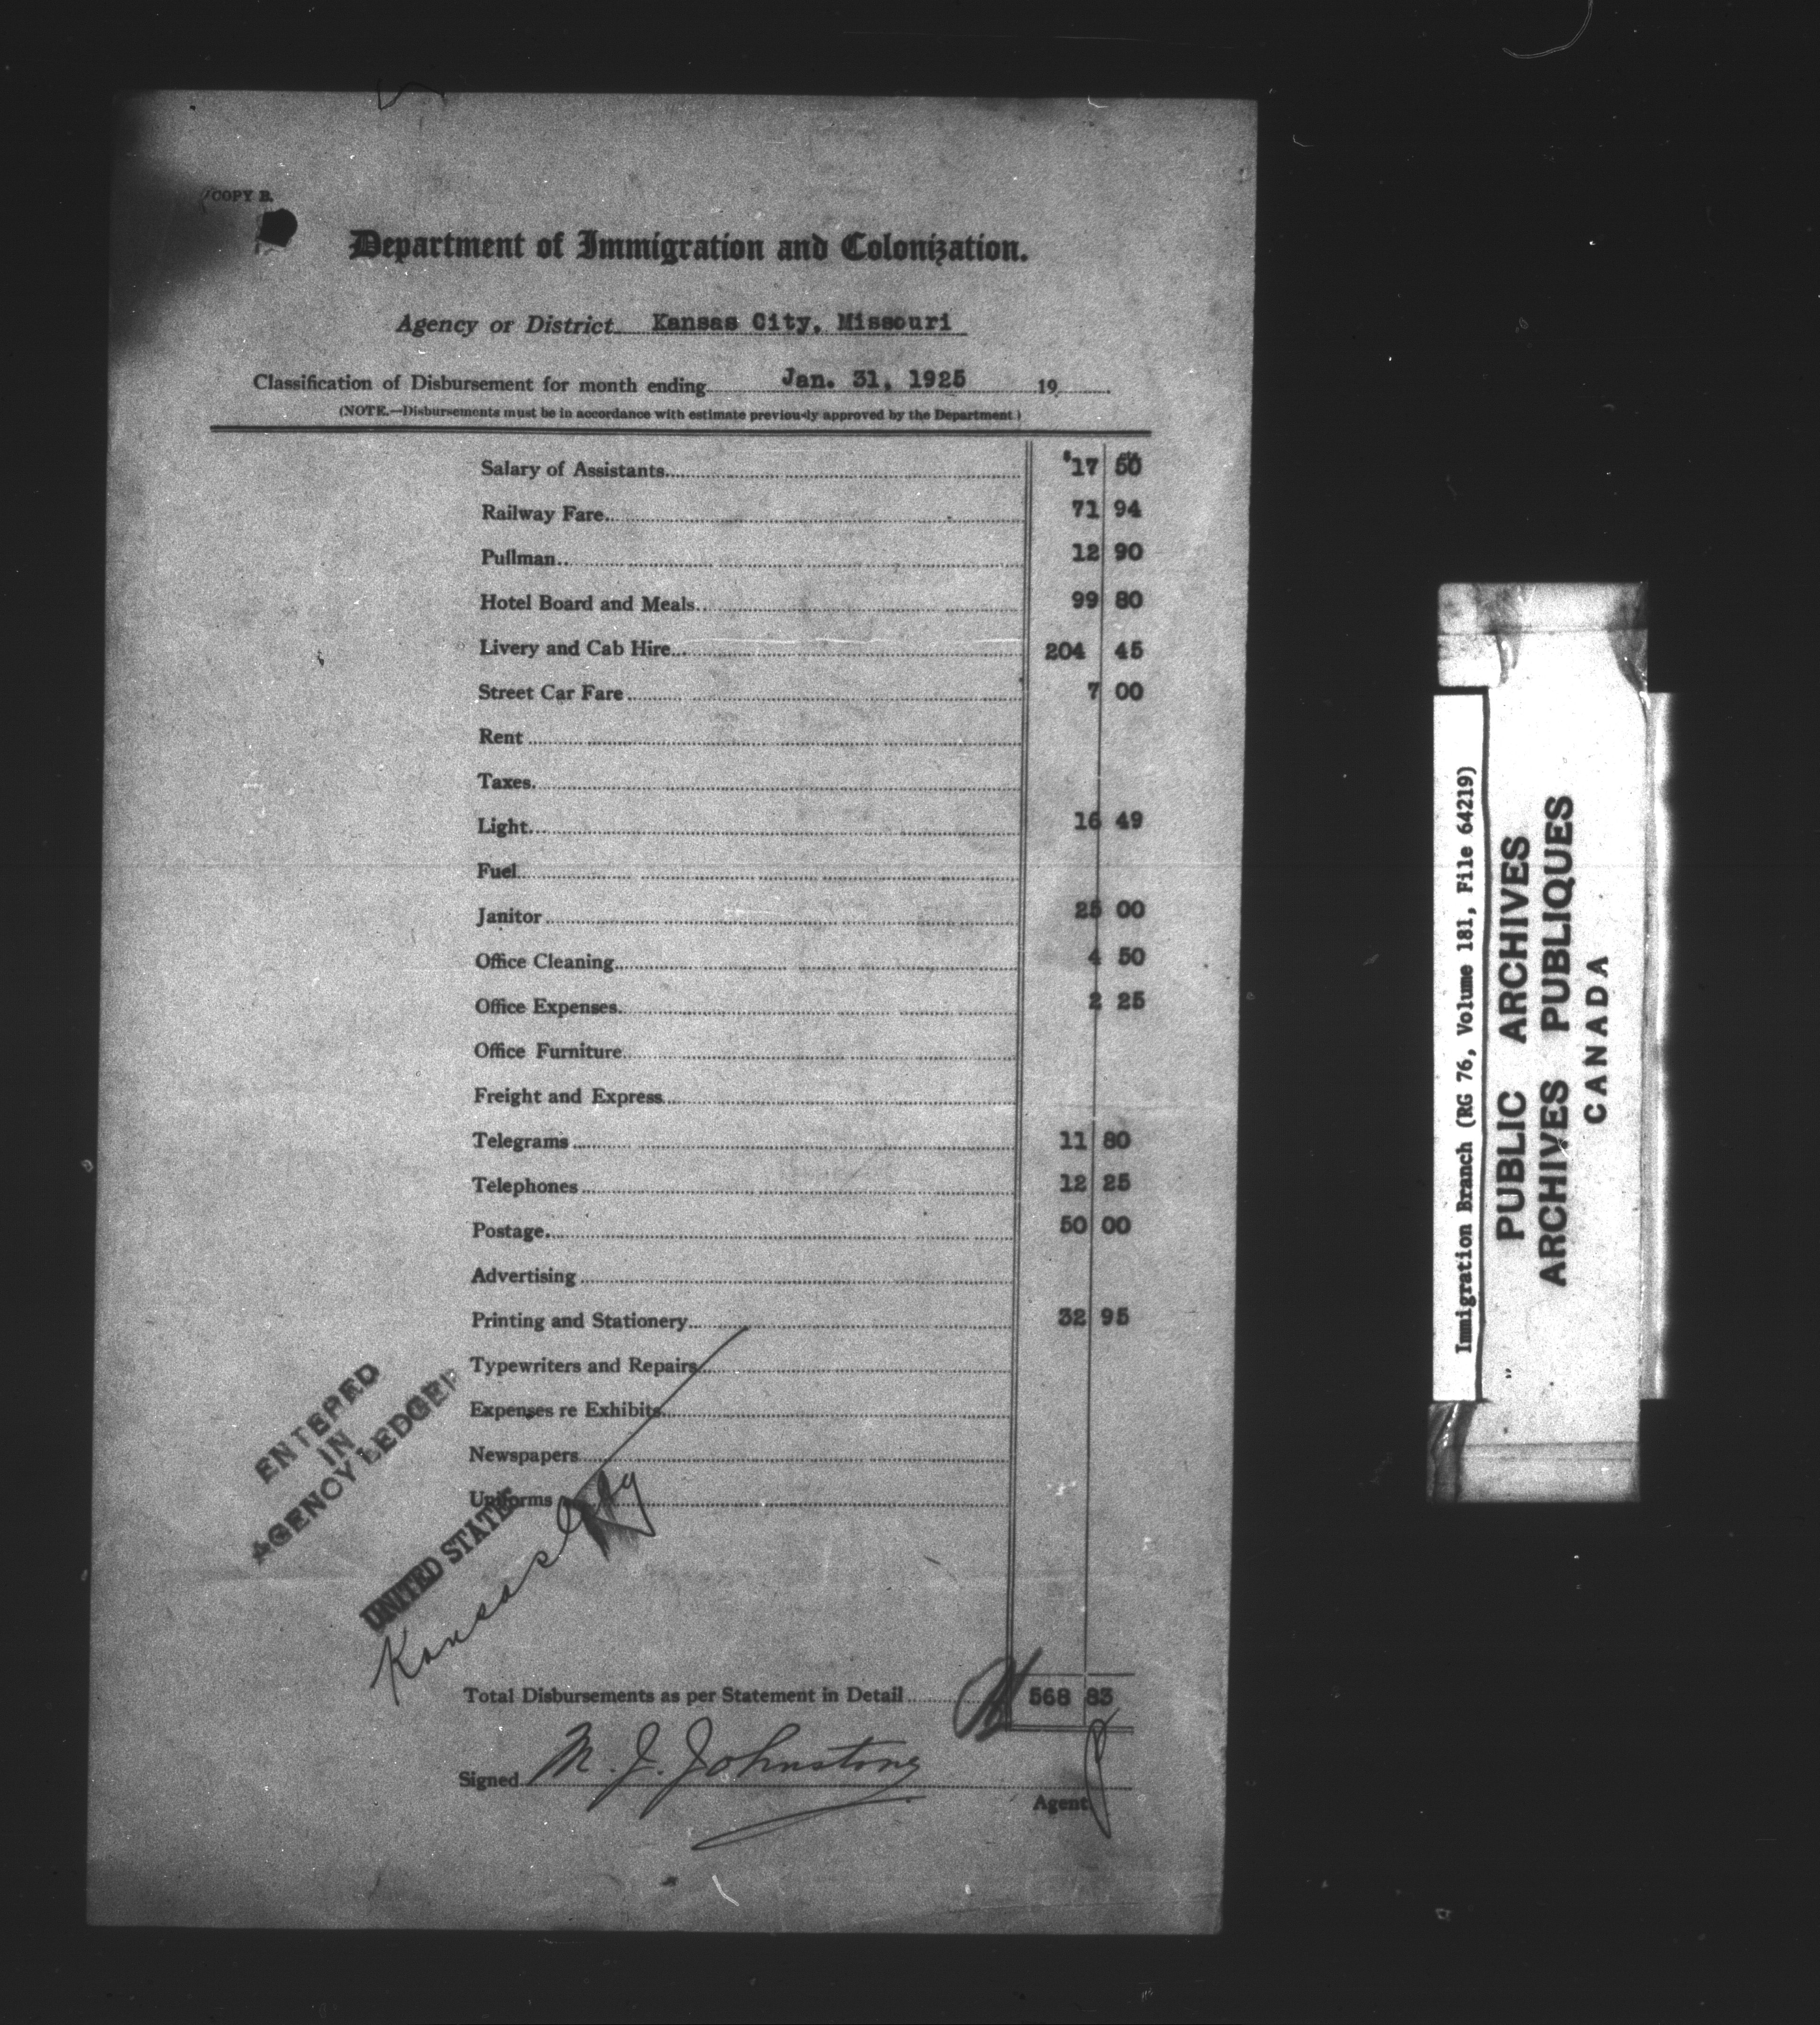 COPY B.
Department of Immigration and Colonization.
Agency or District Kansas City, Missouri
Classification of Disbursement for month ending Jan. 31, 1925 19
(NOTE.—Disbursements must be in accordance with estimate previously approved by the Department.)
Salary of Assistants $17 50
Railway Fare 71 94
Pullman 12 90
Hotel Board and Meals 99 80
Livery and Cab Hire 204 45
Street Car Fare 7 00
Rent
Taxes
Light 16 49
Fuel
Janitor 25 00
Office Cleaning 4 50
Office Expenses 2 25
Office Furniture
Freight and Express
Telegrams 11 80
Telephones 12 25
Postage 50 00
Advertising
Printing and Stationery 32 95
Typewriters and Repairs
Expenses re Exhibits
Newspapers
Uniforms
ENTERED
IN
AGENCY LEDGER
UNITED STATES
Kansas City
Total Disbursements as per Statement in Detail 568 83
Signed M. J. Johnstone
Agent
Immigration Branch (RG 76, Volume 181, File 64219)
PUBLIC ARCHIVES
ARCHIVES PUBLIQUES
CANADA